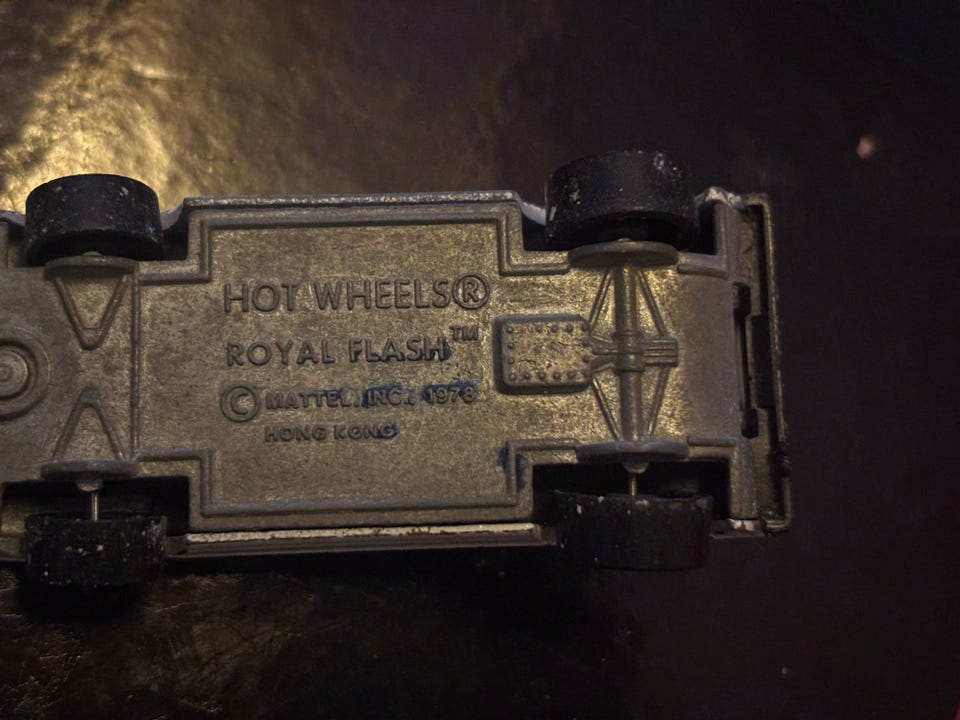 HOT WHEELS®
ROYAL FLASH™
© MATTEL, INC., 1978
HONG KONG